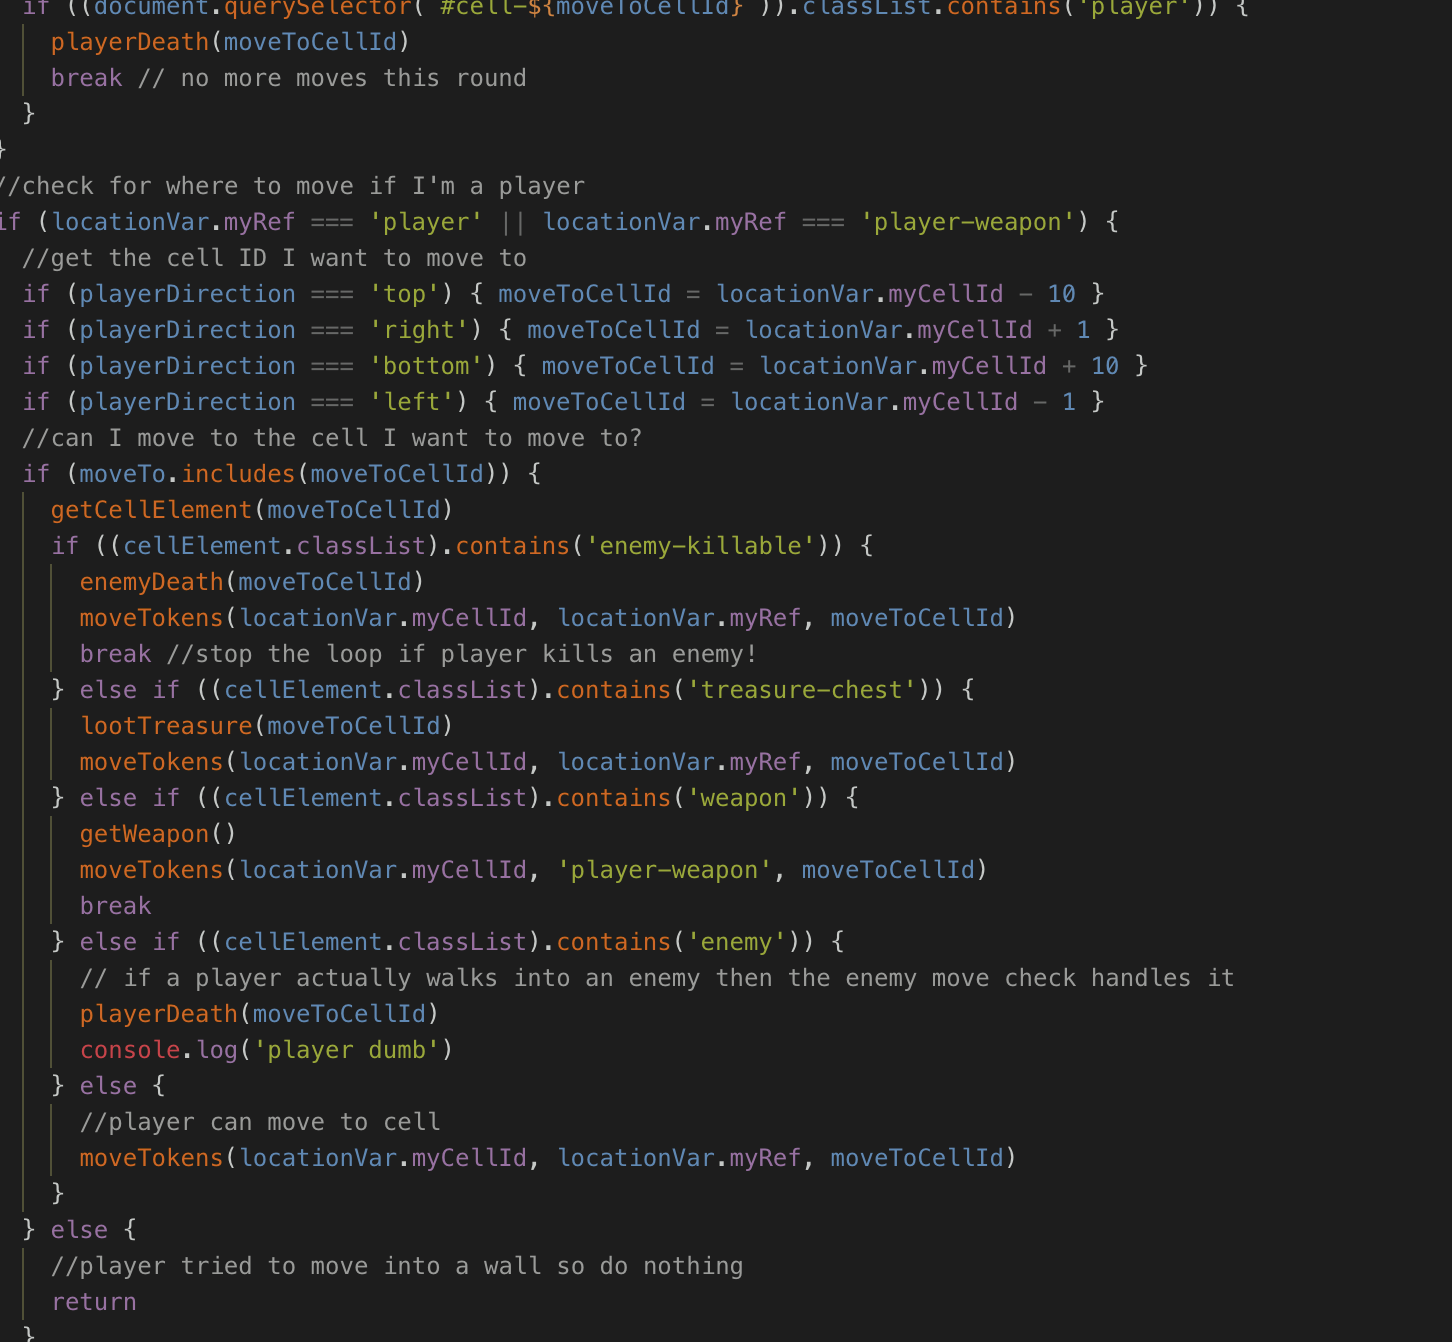 if ((document.querySelector(`#cell-${moveToCellId}`)).classList.contains('player')) {
playerDeath(moveToCellId)
break // no more moves this round
}
}
//check for where to move if I'm a player
if (locationVar.myRef === 'player' || locationVar.myRef === 'player-weapon') {
//get the cell ID I want to move to
if (playerDirection === 'top') { moveToCellId = locationVar.myCellId - 10 }
if (playerDirection === 'right') { moveToCellId = locationVar.myCellId + 1 }
if (playerDirection === 'bottom') { moveToCellId = locationVar.myCellId + 10 }
if (playerDirection === 'left') { moveToCellId = locationVar.myCellId - 1 }
//can I move to the cell I want to move to?
if (moveTo.includes(moveToCellId)) {
getCellElement(moveToCellId)
if ((cellElement.classList).contains('enemy-killable')) {
enemyDeath(moveToCellId)
moveTokens(locationVar.myCellId, locationVar.myRef, moveToCellId)
break //stop the loop if player kills an enemy!
} else if ((cellElement.classList).contains('treasure-chest')) {
lootTreasure(moveToCellId)
moveTokens(locationVar.myCellId, locationVar.myRef, moveToCellId)
} else if ((cellElement.classList).contains('weapon')) {
getWeapon()
moveTokens(locationVar.myCellId, 'player-weapon', moveToCellId)
break
} else if ((cellElement.classList).contains('enemy')) {
// if a player actually walks into an enemy then the enemy move check handles it
playerDeath(moveToCellId)
console.log('player dumb')
} else {
//player can move to cell
moveTokens(locationVar.myCellId, locationVar.myRef, moveToCellId)
}
} else {
//player tried to move into a wall so do nothing
return
}